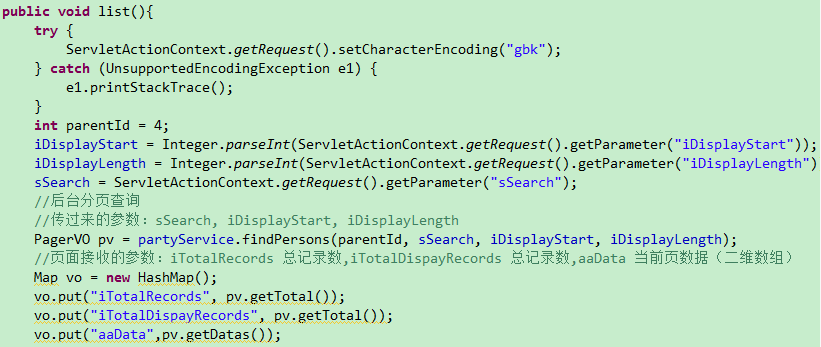 public void list(){
try {
ServletActionContext.getRequest().setCharacterEncoding("gbk");
} catch (UnsupportedEncodingException e1) {
e1.printStackTrace();
}
int parentId = 4;
iDisplayStart = Integer.parseInt(ServletActionContext.getRequest().getParameter("iDisplayStart"));
iDisplayLength = Integer.parseInt(ServletActionContext.getRequest().getParameter("iDisplayLength")
sSearch = ServletActionContext.getRequest().getParameter("sSearch");
//后台分页查询
//传过来的参数：sSearch, iDisplayStart, iDisplayLength
PagerVO pv = partyService.findPersons(parentId, sSearch, iDisplayStart, iDisplayLength);
//页面接收的参数：iTotalRecords 总记录数,iTotalDispayRecords 总记录数,aaData 当前页数据（二维数组）
Map vo = new HashMap();
vo.put("iTotalRecords", pv.getTotal());
vo.put("iTotalDispayRecords", pv.getTotal());
vo.put("aaData",pv.getDatas());